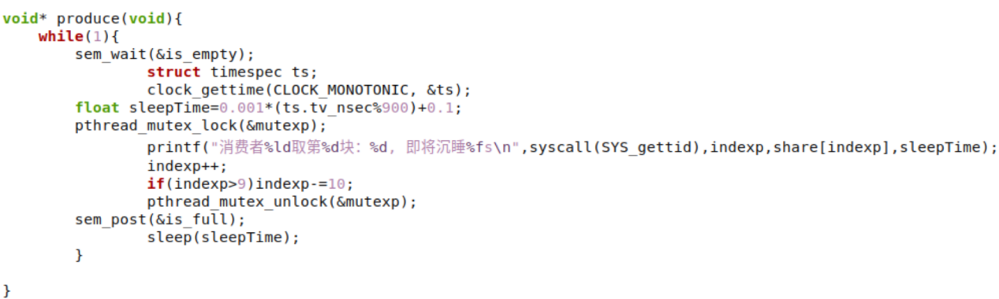 void* produce(void){
    while(1){
        sem_wait(&is_empty);
                struct timespec ts;
                clock_gettime(CLOCK_MONOTONIC, &ts);
        float sleepTime=0.001*(ts.tv_nsec%900)+0.1;
        pthread_mutex_lock(&mutexp);
                printf("消费者%ld取第%d块：%d, 即将沉睡%fs\n",syscall(SYS_gettid),indexp,share[indexp],sleepTime);
                indexp++;
                if(indexp>9)indexp-=10;
                pthread_mutex_unlock(&mutexp);
        sem_post(&is_full);
                sleep(sleepTime);
        }
}